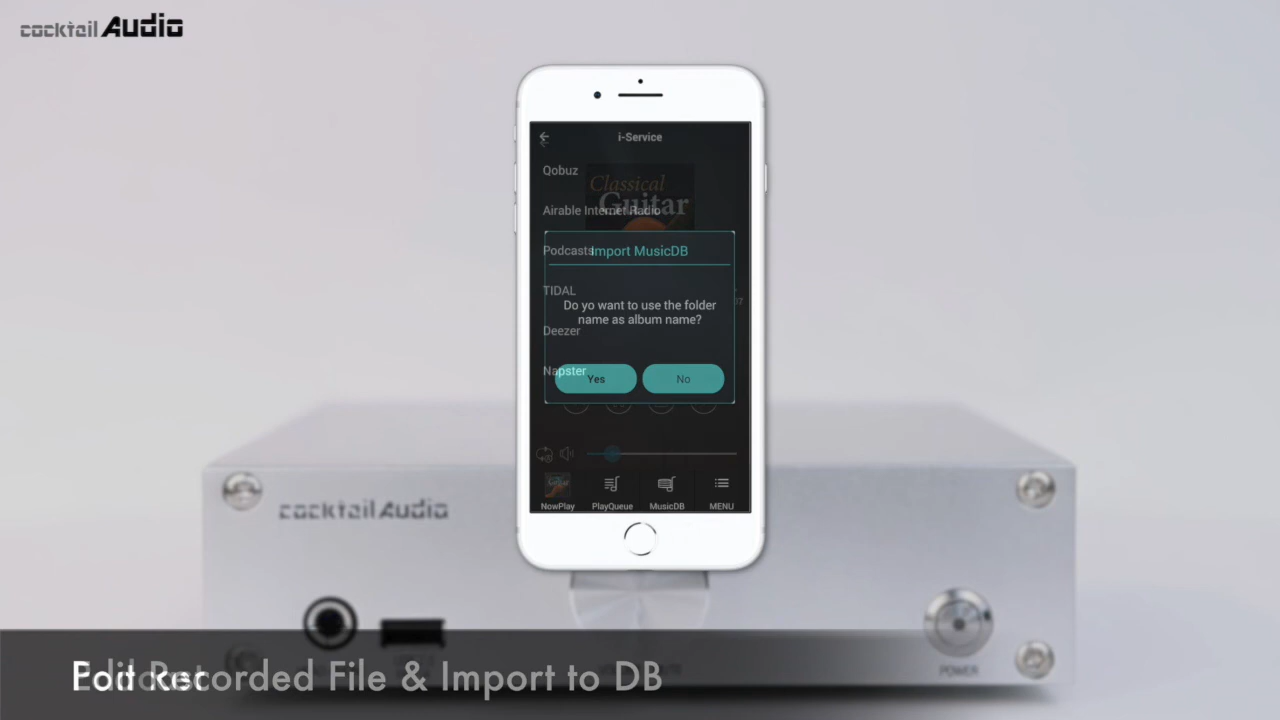 cocktail Audio
i-Service
Qobuz
Classical
Guitar
Airable Internet Radio
Podcasts
Import MusicDB
TIDAL
Do yo want to use the folder
name as album name?
Deezer
Napster
Yes
No
NowPlay
PlayQueue
MusicDB
MENU
cocktail Audio
POWER
Edit Recorded File & Import to DB